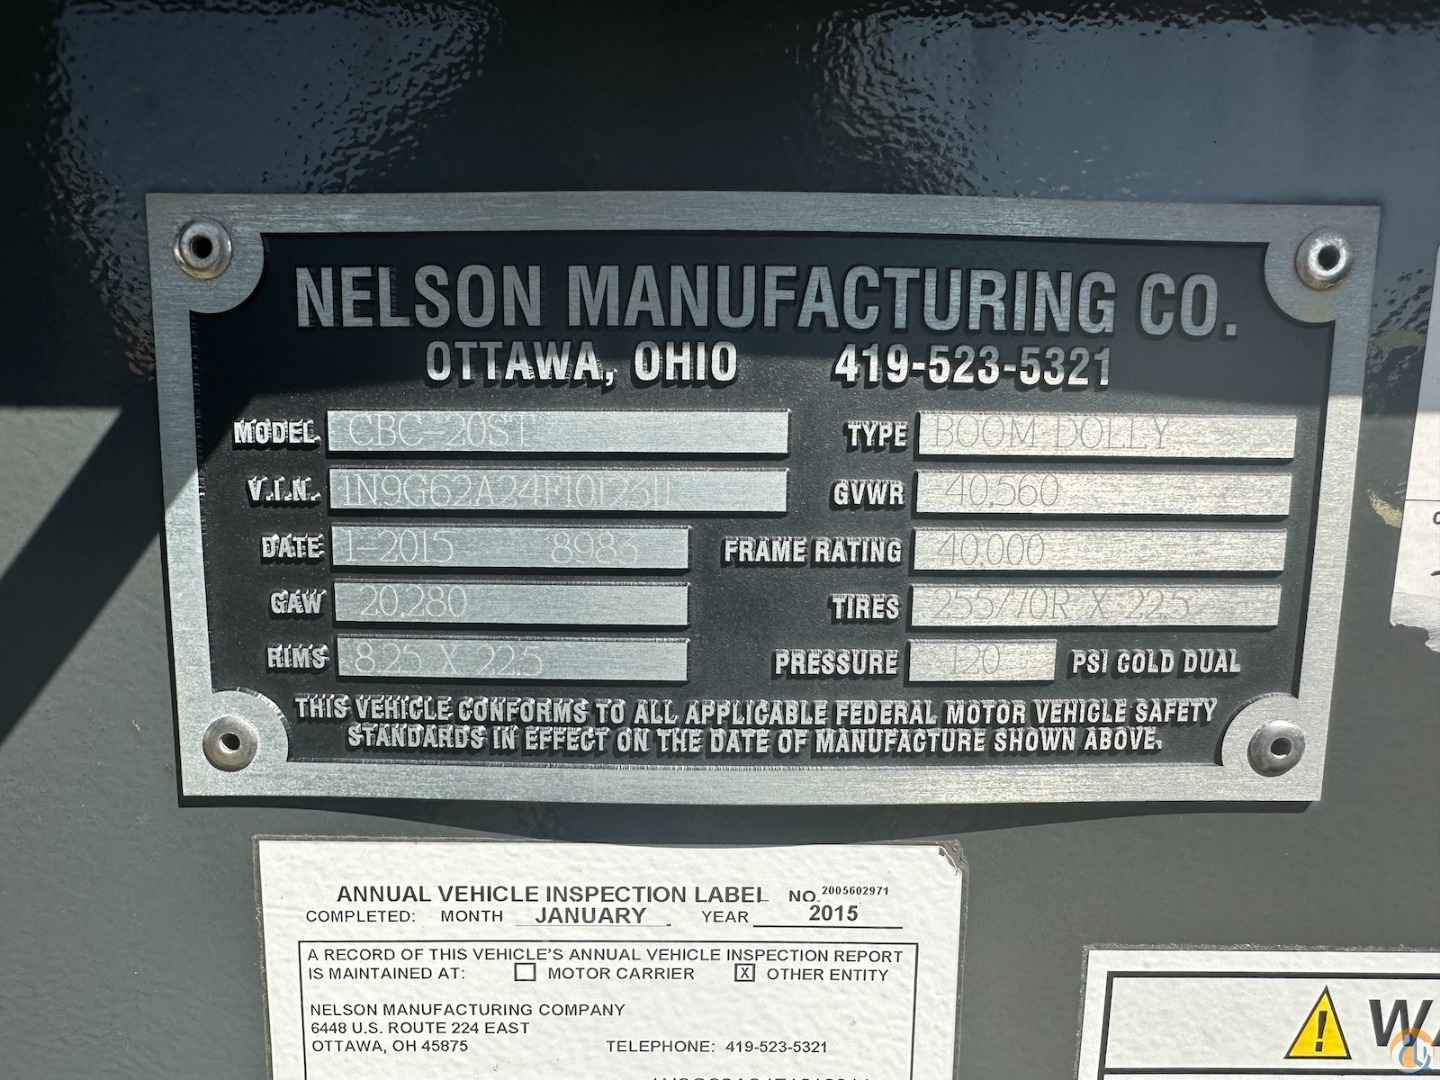 NELSON MANUFACTURING CO.
OTTAWA, OHIO 419-523-5321
MODEL CBC-20ST TYPE BOOM DOLLY
V.I.N. GVWR 40,560
DATE 1-2015 8983 FRAME RATING 40,000
GAW 20,280 TIRES 255/70R X 22.5
RIMS 8.25 X 22.5 PRESSURE 120 PSI COLD DUAL
THIS VEHICLE CONFORMS TO ALL APPLICABLE FEDERAL MOTOR VEHICLE SAFETY
STANDARDS IN EFFECT ON THE DATE OF MANUFACTURE SHOWN ABOVE.
ANNUAL VEHICLE INSPECTION LABEL NO. 2005602971
COMPLETED: MONTH JANUARY YEAR 2015
A RECORD OF THIS VEHICLE'S ANNUAL VEHICLE INSPECTION REPORT
IS MAINTAINED AT: MOTOR CARRIER X OTHER ENTITY
NELSON MANUFACTURING COMPANY
6448 U.S. ROUTE 224 EAST
OTTAWA, OH 45875 TELEPHONE: 419-523-5321